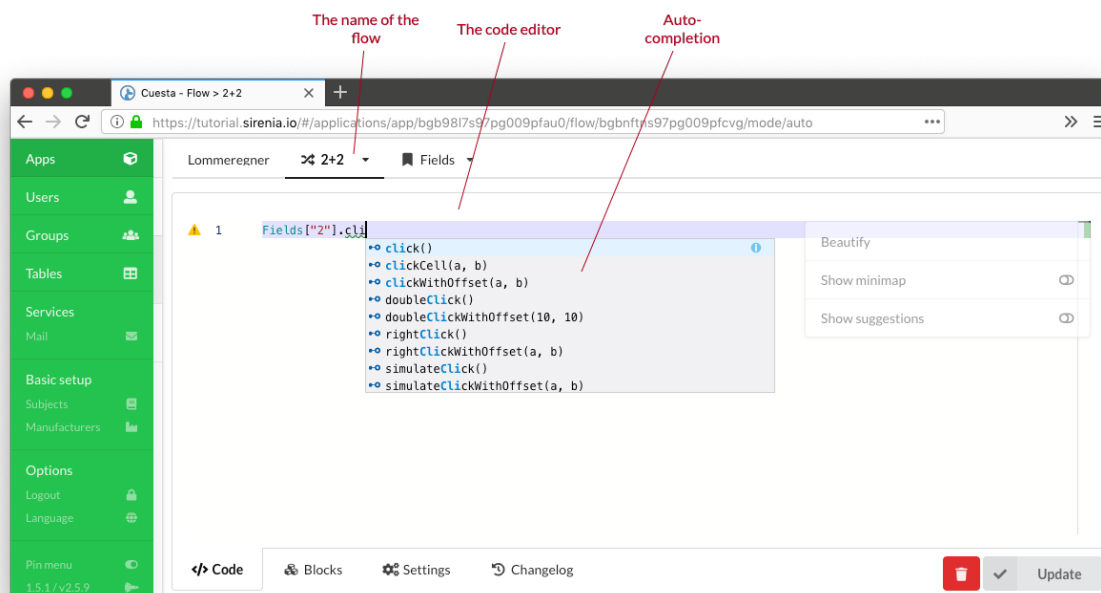 The name of the
flow
The code editor
Auto-
completion
Cuesta - Flow > 2+2
https://tutorial.sirenia.io/#/applications/app/bgb98l7s97pg009pfau0/flow/bgbnftns97pg009pfcvg/mode/auto
Apps
Users
Groups
Tables
Services
Mail
Basic setup
Subjects
Manufacturers
Options
Logout
Language
Pin menu
1.5.1 / v2.5.9
Lommeregner
2+2
Fields
1 Fields["2"].cli
click()
clickCell(a, b)
clickWithOffset(a, b)
doubleClick()
doubleClickWithOffset(10, 10)
rightClick()
rightClickWithOffset(a, b)
simulateClick()
simulateClickWithOffset(a, b)
Beautify
Show minimap
Show suggestions
</> Code
Blocks
Settings
Changelog
Update